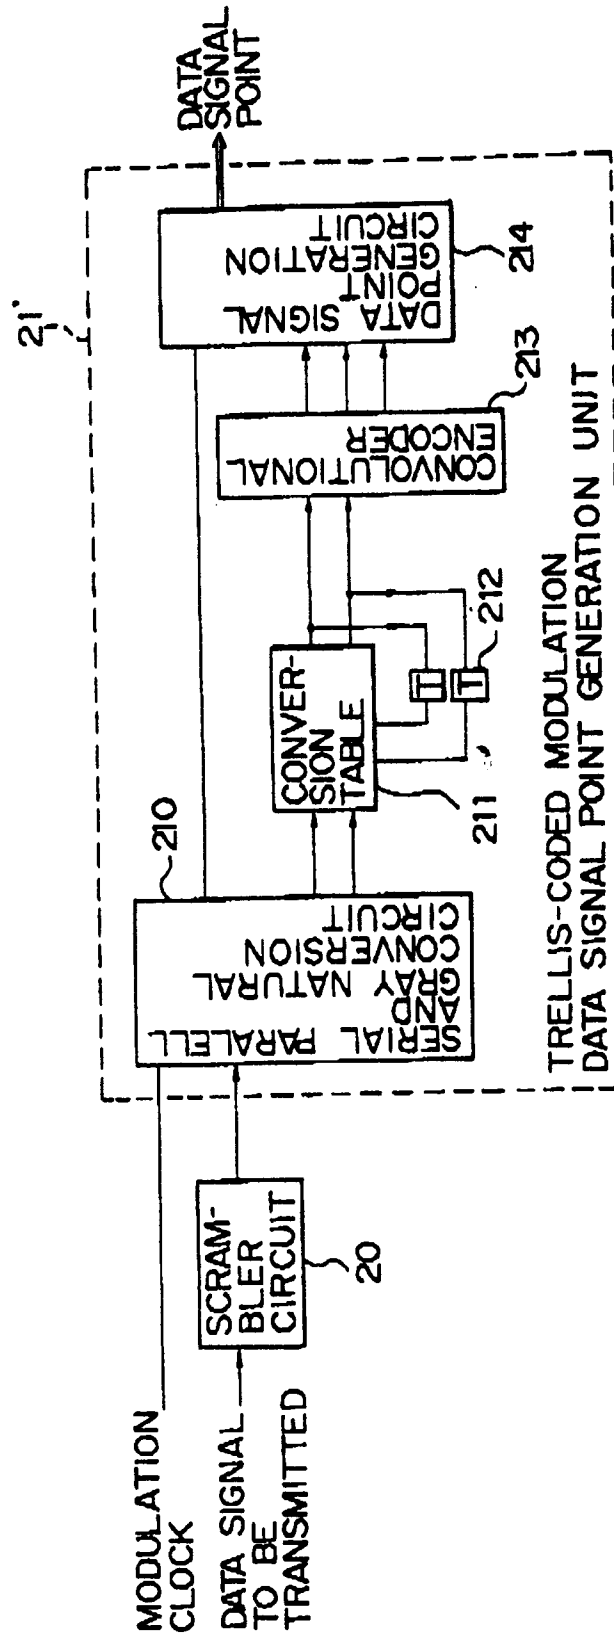 MODULATION
CLOCK
DATA SIGNAL
TO BE
TRANSMITTED
SCRAM-
BLER
CIRCUIT
20
SERIAL PARALELL
AND
GRAY NATURAL
CONVERSION
CIRCUIT
210
CONVER-
SION
TABLE
211
T
T
212
CONVOLUTIONAL
ENCODER
213
DATA SIGNAL
POINT
GENERATION
CIRCUIT
214
21'
DATA
SIGNAL
POINT
TRELLIS-CODED MODULATION
DATA SIGNAL POINT GENERATION UNIT